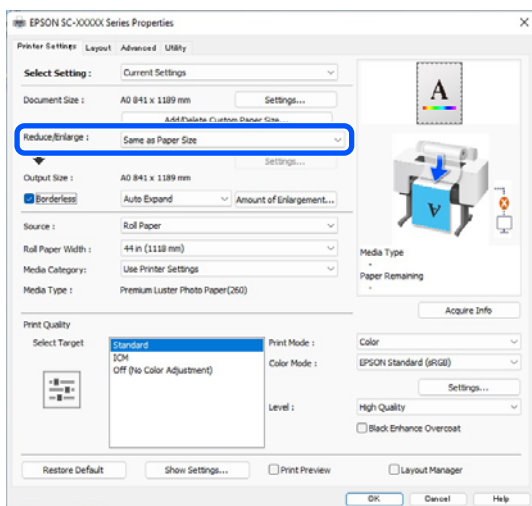 EPSON SC-XXXXX Series Properties
Printer Settings Layout Advanced Utility
Select Setting : Current Settings
Document Size : A0 841 x 1189 mm Settings...
Add/Delete Custom Paper Size...
Reduce/Enlarge : Same as Paper Size
Settings...
Output Size : A0 841 x 1189 mm
Borderless Auto Expand Amount of Enlargement...
Source : Roll Paper
Roll Paper Width : 44 in (1118 mm)
Media Category: Use Printer Settings
Media Type : Premium Luster Photo Paper(260)
A
A
Media Type
-
Paper Remaining
-
Acquire Info
Print Quality
Select Target
Standard
ICM
Off (No Color Adjustment)
Print Mode : Color
Color Mode : EPSON Standard (sRGB)
Settings...
Level : High Quality
Black Enhance Overcoat
Restore Default Show Settings... Print Preview Layout Manager
OK Cancel Help